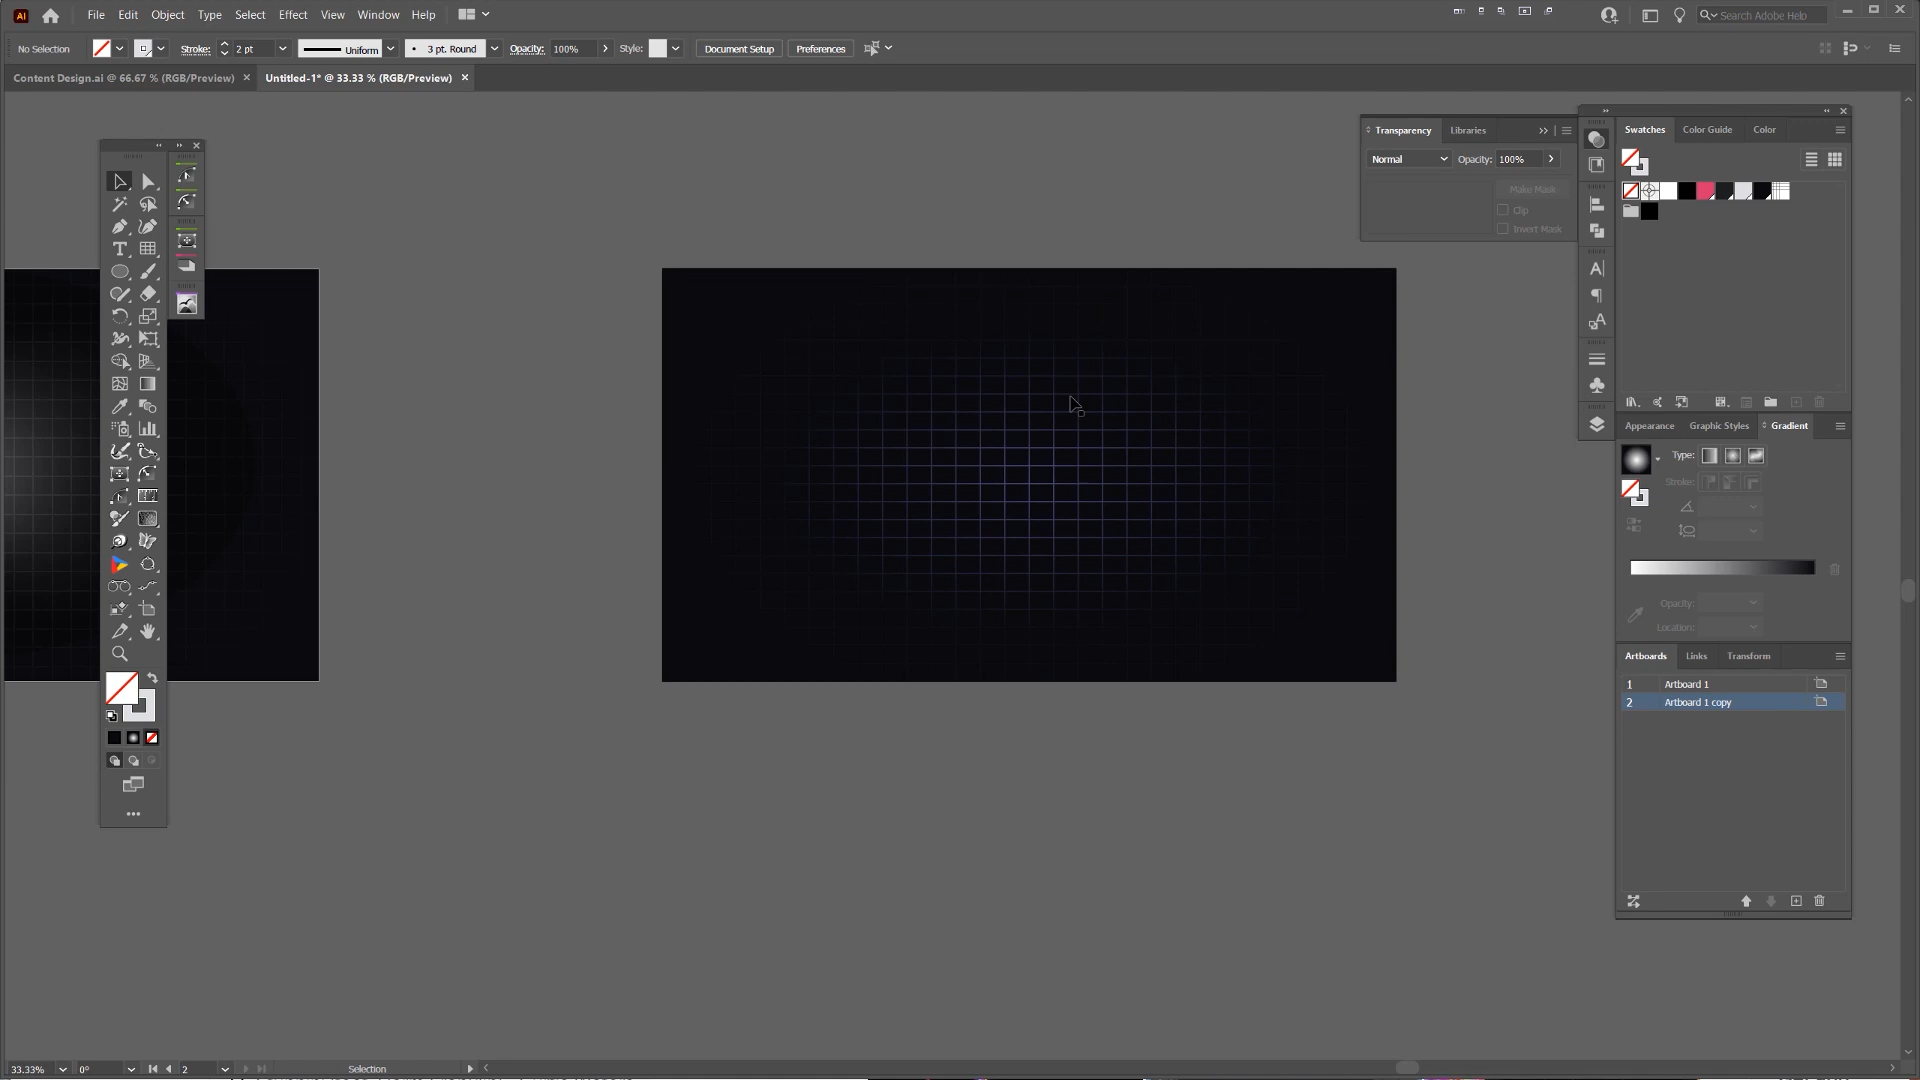 Ai File Edit Object Type Select Effect View Window Help Search Adobe Help
No Selection Stroke: 2 pt Uniform 3 pt. Round Opacity: 100% Style: Document Setup Preferences
Content Design.ai @ 66.67 % (RGB/Preview) Untitled-1* @ 33.33 % (RGB/Preview)
Transparency Libraries
Normal Opacity: 100%
Make Mask
Clip
Invert Mask
Swatches Color Guide Color
Appearance Graphic Styles Gradient
Type:
Stroke:
Opacity:
Location:
Artboards Links Transform
1 Artboard 1
2 Artboard 1 copy
33.33% 0° 2 Selection